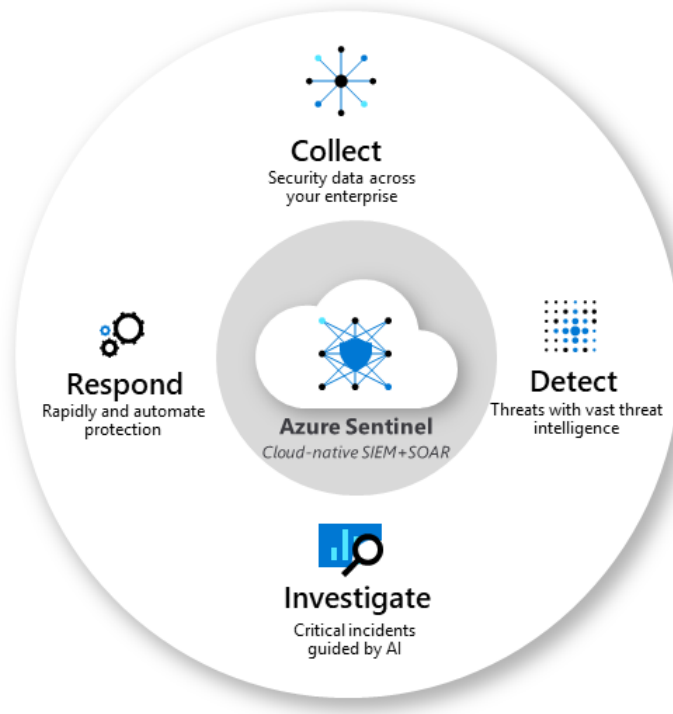 Collect
Security data across
your enterprise
Respond
Rapidly and automate
protection
Azure Sentinel
Cloud-native SIEM+SOAR
Detect
Threats with vast threat
intelligence
Investigate
Critical incidents
guided by AI